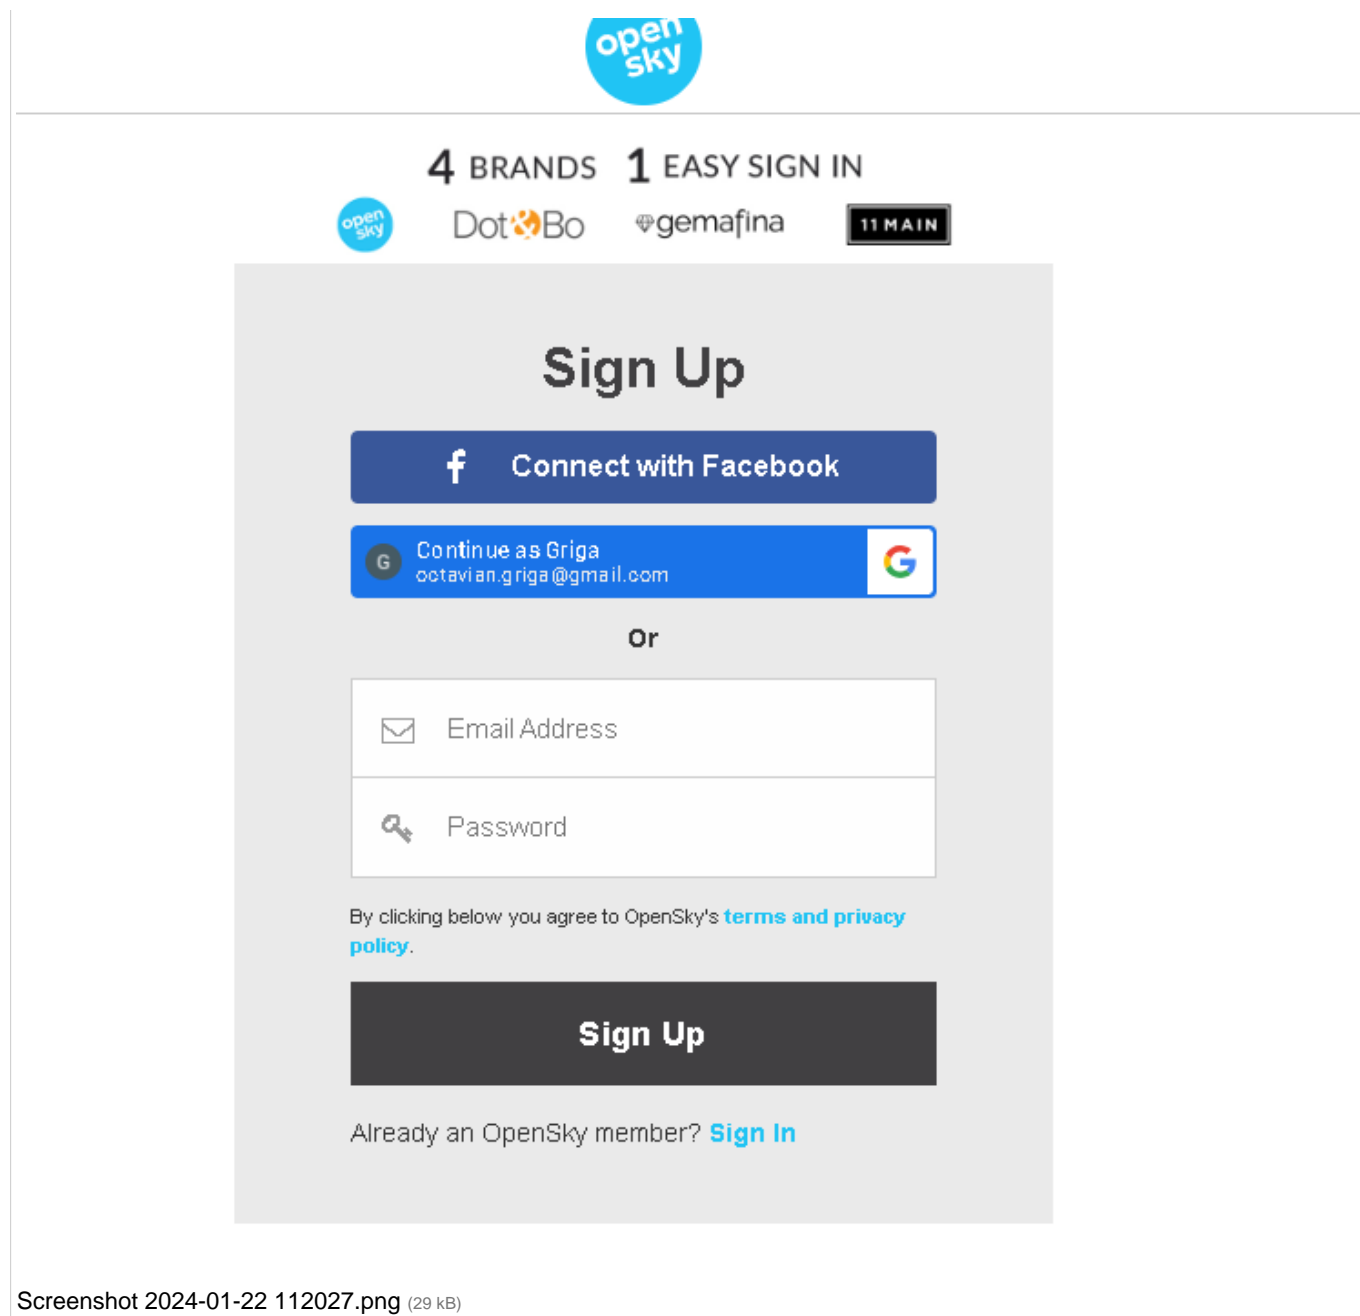 open
sky
4 BRANDS 1 EASY SIGN IN
open
sky
Dot&Bo
gemafina
11 MAIN
Sign Up
f Connect with Facebook
G
Continue as Griga
octavian.griga@gmail.com
G
Or
Email Address
Password
By clicking below you agree to OpenSky's terms and privacy
policy.
Sign Up
Already an OpenSky member? Sign In
Screenshot 2024-01-22 112027.png (29 kB)